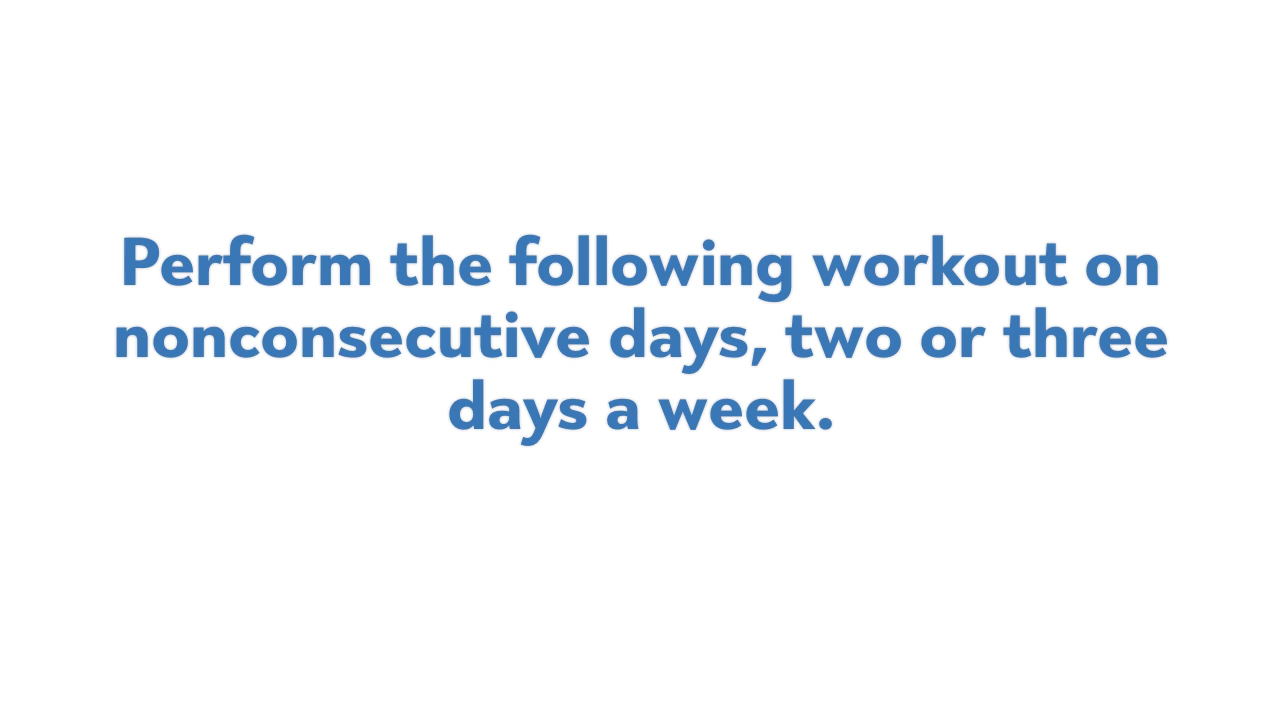 Perform the following workout on
nonconsecutive days, two or three
days a week.